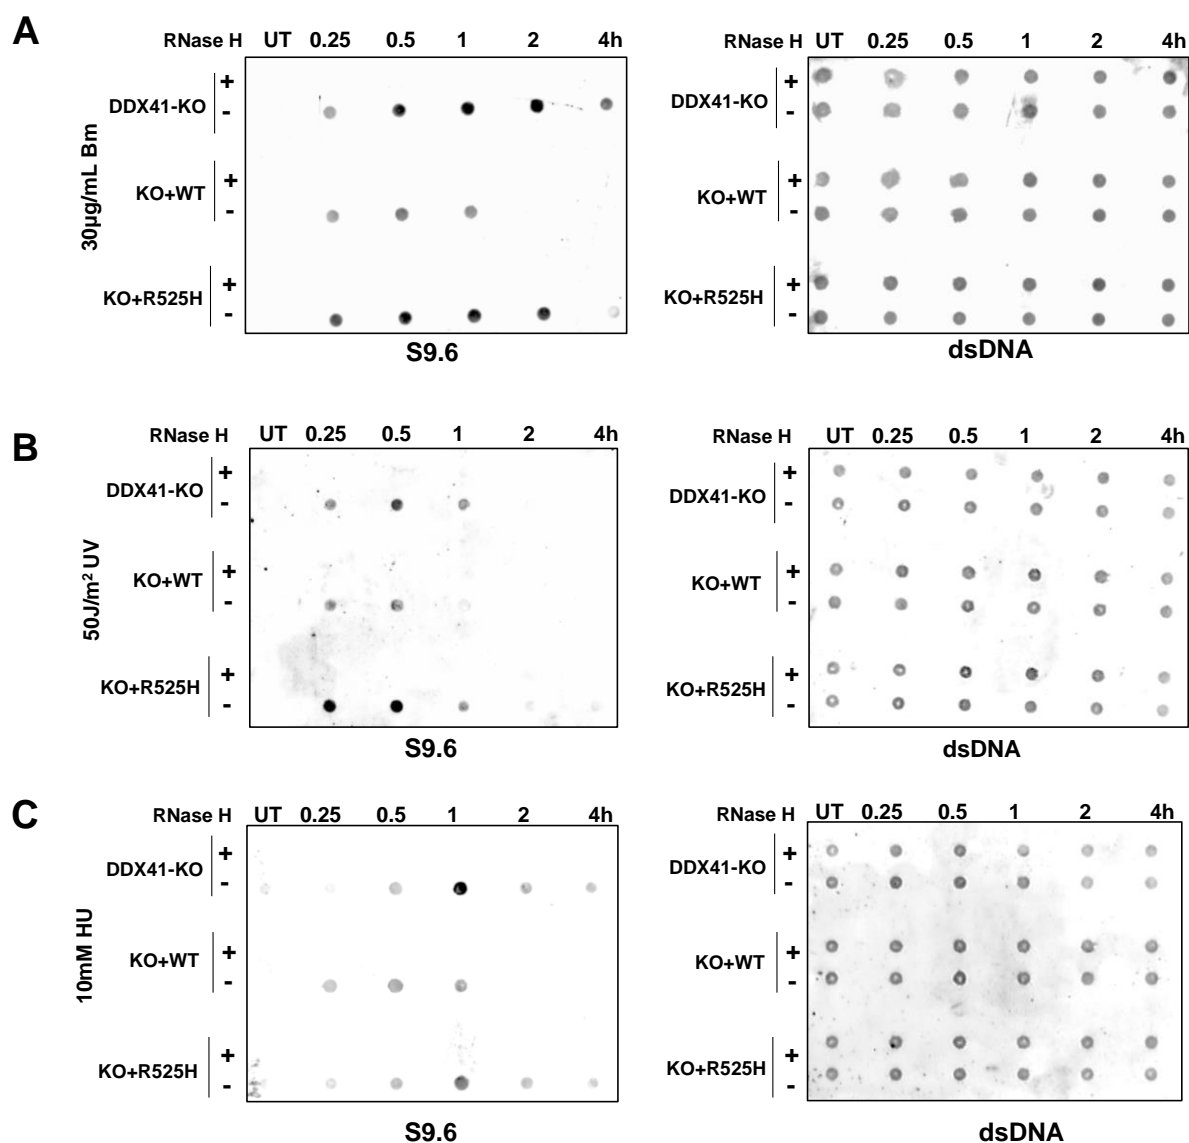 A
RNase H UT 0.25 0.5 1 2 4h
DDX41-KO + -
KO+WT + -
KO+R525H + -
30µg/mL Bm
S9.6
RNase H UT 0.25 0.5 1 2 4h
DDX41-KO + -
KO+WT + -
KO+R525H + -
dsDNA
B
RNase H UT 0.25 0.5 1 2 4h
DDX41-KO + -
KO+WT + -
KO+R525H + -
50J/m² UV
S9.6
RNase H UT 0.25 0.5 1 2 4h
DDX41-KO + -
KO+WT + -
KO+R525H + -
dsDNA
C
RNase H UT 0.25 0.5 1 2 4h
DDX41-KO + -
KO+WT + -
KO+R525H + -
10mM HU
S9.6
RNase H UT 0.25 0.5 1 2 4h
DDX41-KO + -
KO+WT + -
KO+R525H + -
dsDNA